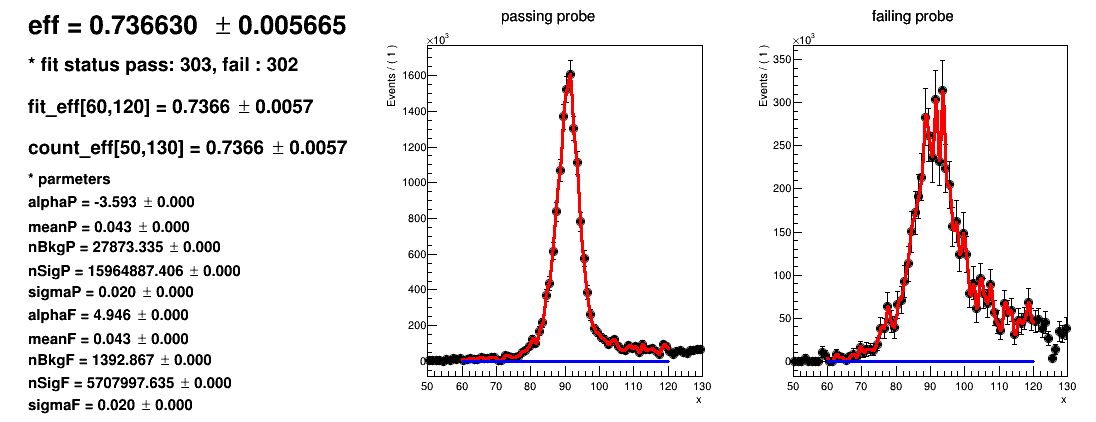 eff = 0.736630 ± 0.005665
* fit status pass: 303, fail : 302
fit_eff[60,120] = 0.7366 ± 0.0057
count_eff[50,130] = 0.7366 ± 0.0057
* parmeters
alphaP = -3.593 ± 0.000
meanP = 0.043 ± 0.000
nBkgP = 27873.335 ± 0.000
nSigP = 15964887.406 ± 0.000
sigmaP = 0.020 ± 0.000
alphaF = 4.946 ± 0.000
meanF = 0.043 ± 0.000
nBkgF = 1392.867 ± 0.000
nSigF = 5707997.635 ± 0.000
sigmaF = 0.020 ± 0.000
passing probe
×10³
Events / ( 1 )
1600
1400
1200
1000
800
600
400
200
0
50 60 70 80 90 100 110 120 130
x
failing probe
×10³
Events / ( 1 )
350
300
250
200
150
100
50
0
50 60 70 80 90 100 110 120 130
x